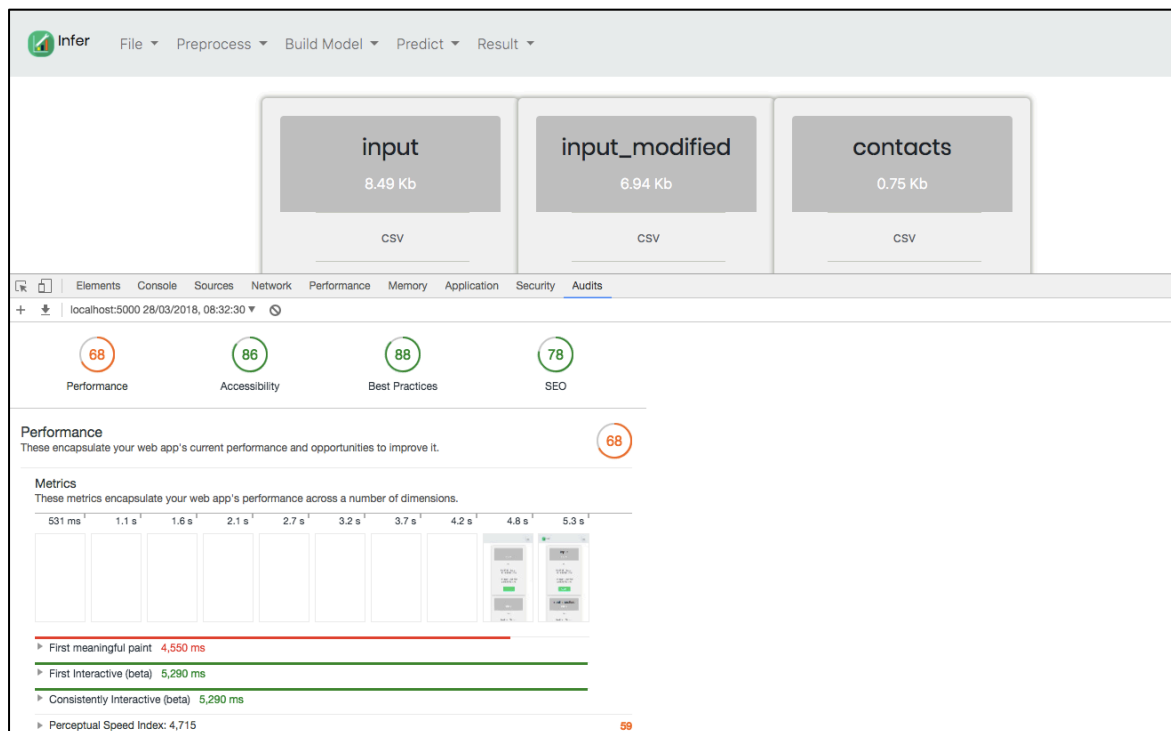 Infer File Preprocess Build Model Predict Result
input input_modified contacts
8.49 Kb 6.94 Kb 0.75 Kb
CSV CSV CSV
Elements Console Sources Network Performance Memory Application Security Audits
localhost:5000 28/03/2018, 08:32:30
68 86 88 78
Performance Accessibility Best Practices SEO
Performance
These encapsulate your web app's current performance and opportunities to improve it.
68
Metrics
These metrics encapsulate your web app's performance across a number of dimensions.
531 ms 1.1 s 1.6 s 2.1 s 2.7 s 3.2 s 3.7 s 4.2 s 4.8 s 5.3 s
First meaningful paint 4,550 ms
First Interactive (beta) 5,290 ms
Consistently Interactive (beta) 5,290 ms
Perceptual Speed Index: 4,715 59